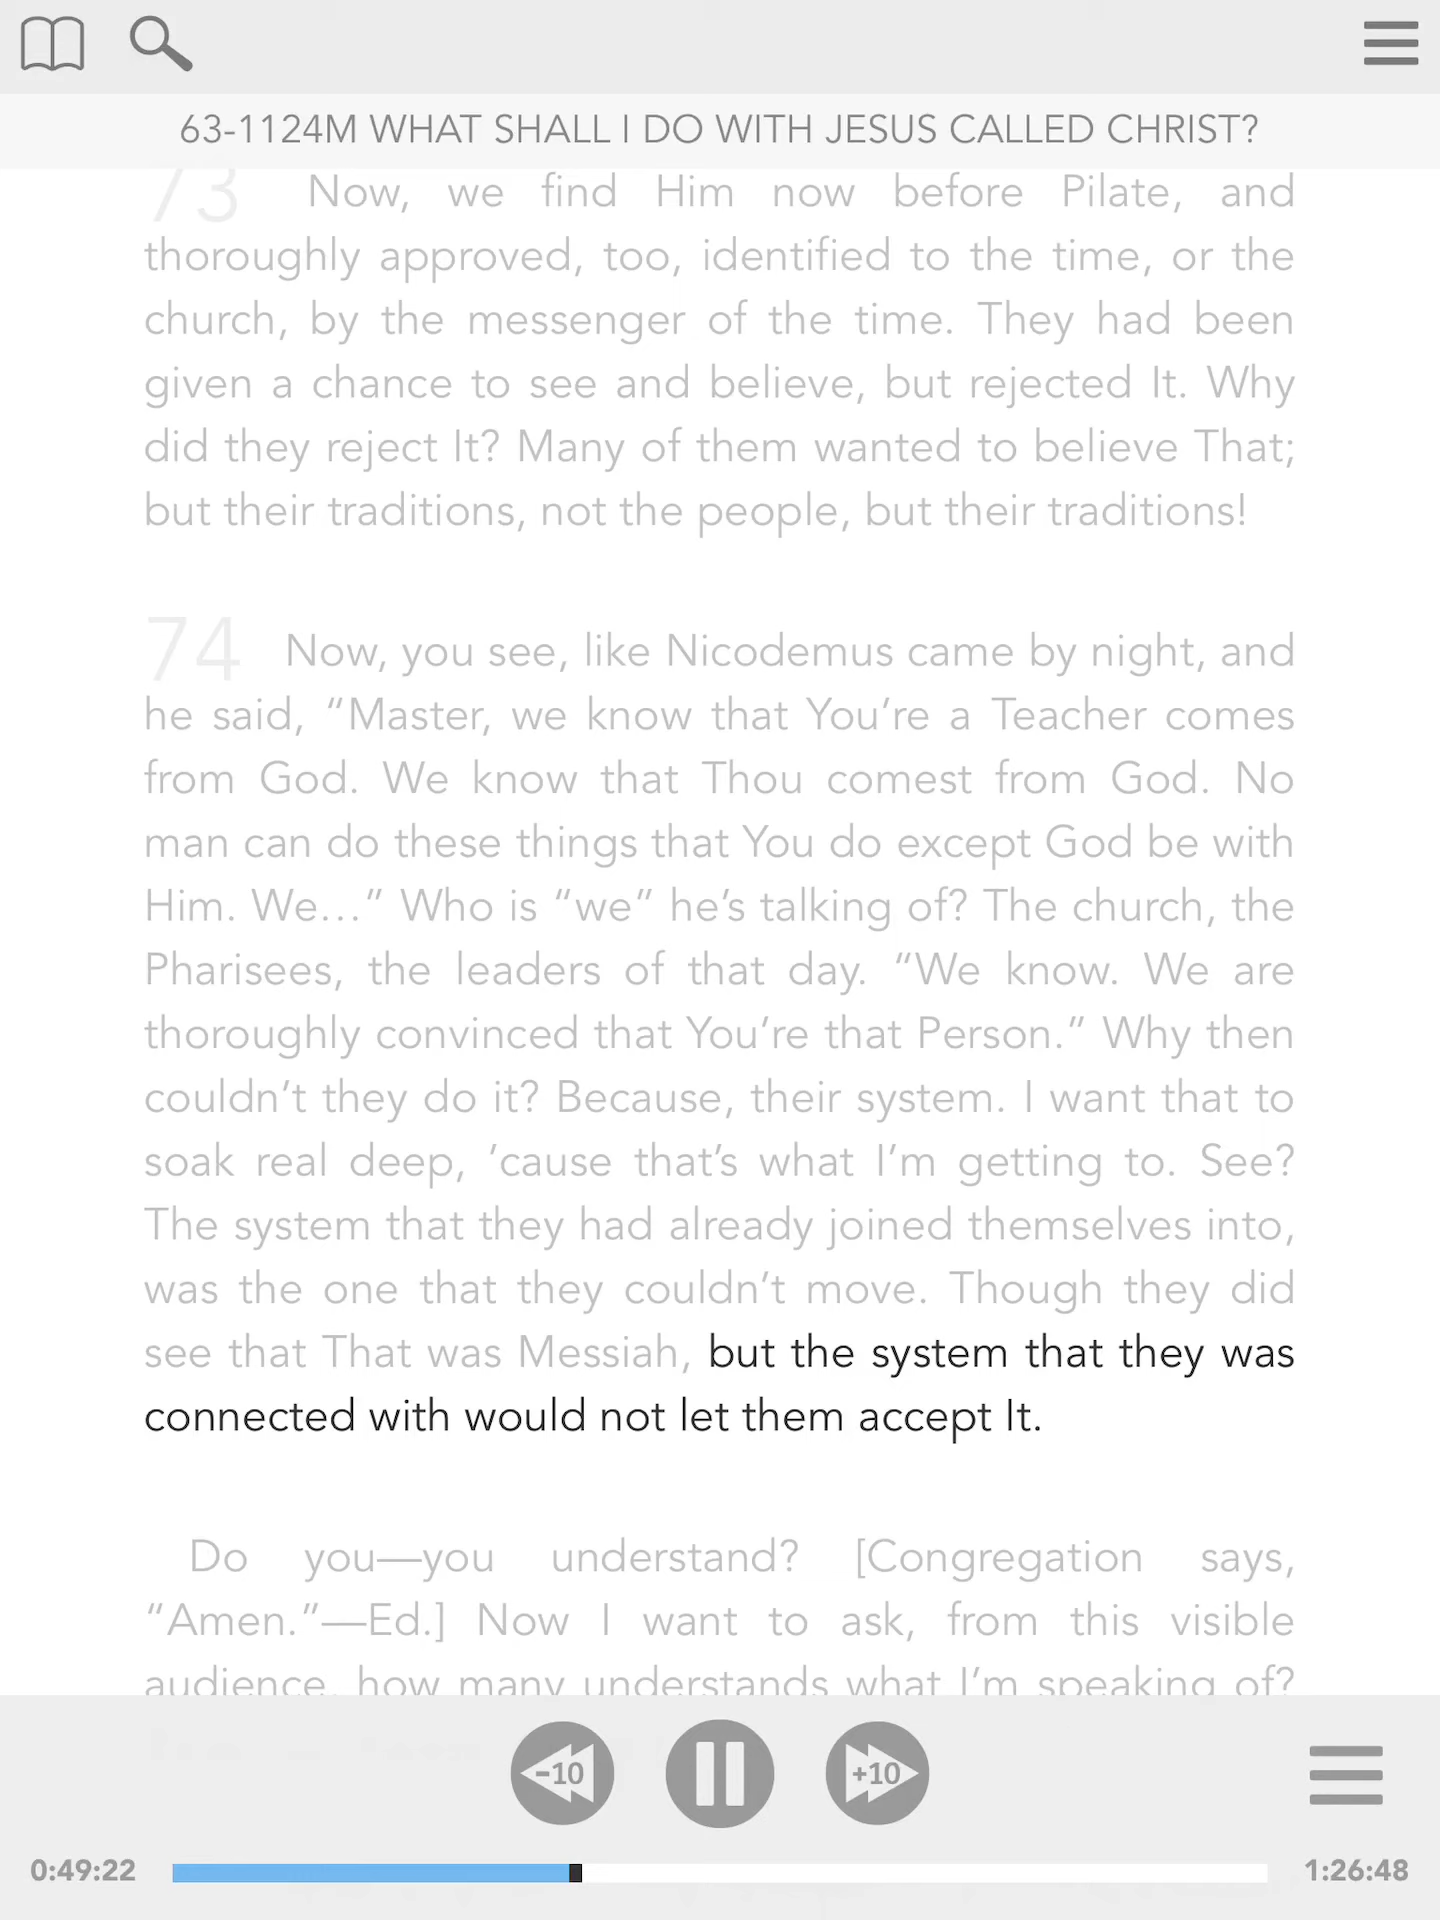 63-1124M WHAT SHALL I DO WITH JESUS CALLED CHRIST?
73 Now, we find Him now before Pilate, and
thoroughly approved, too, identified to the time, or the
church, by the messenger of the time. They had been
given a chance to see and believe, but rejected It. Why
did they reject It? Many of them wanted to believe That;
but their traditions, not the people, but their traditions!
74 Now, you see, like Nicodemus came by night, and
he said, “Master, we know that You’re a Teacher comes
from God. We know that Thou comest from God. No
man can do these things that You do except God be with
Him. We…” Who is “we” he’s talking of? The church, the
Pharisees, the leaders of that day. “We know. We are
thoroughly convinced that You’re that Person.” Why then
couldn’t they do it? Because, their system. I want that to
soak real deep, ’cause that’s what I’m getting to. See?
The system that they had already joined themselves into,
was the one that they couldn’t move. Though they did
see that That was Messiah, but the system that they was
connected with would not let them accept It.
Do you—you understand? [Congregation says,
“Amen.”—Ed.] Now I want to ask, from this visible
audience, how many understands what I’m speaking of?
-10 +10
0:49:22 1:26:48